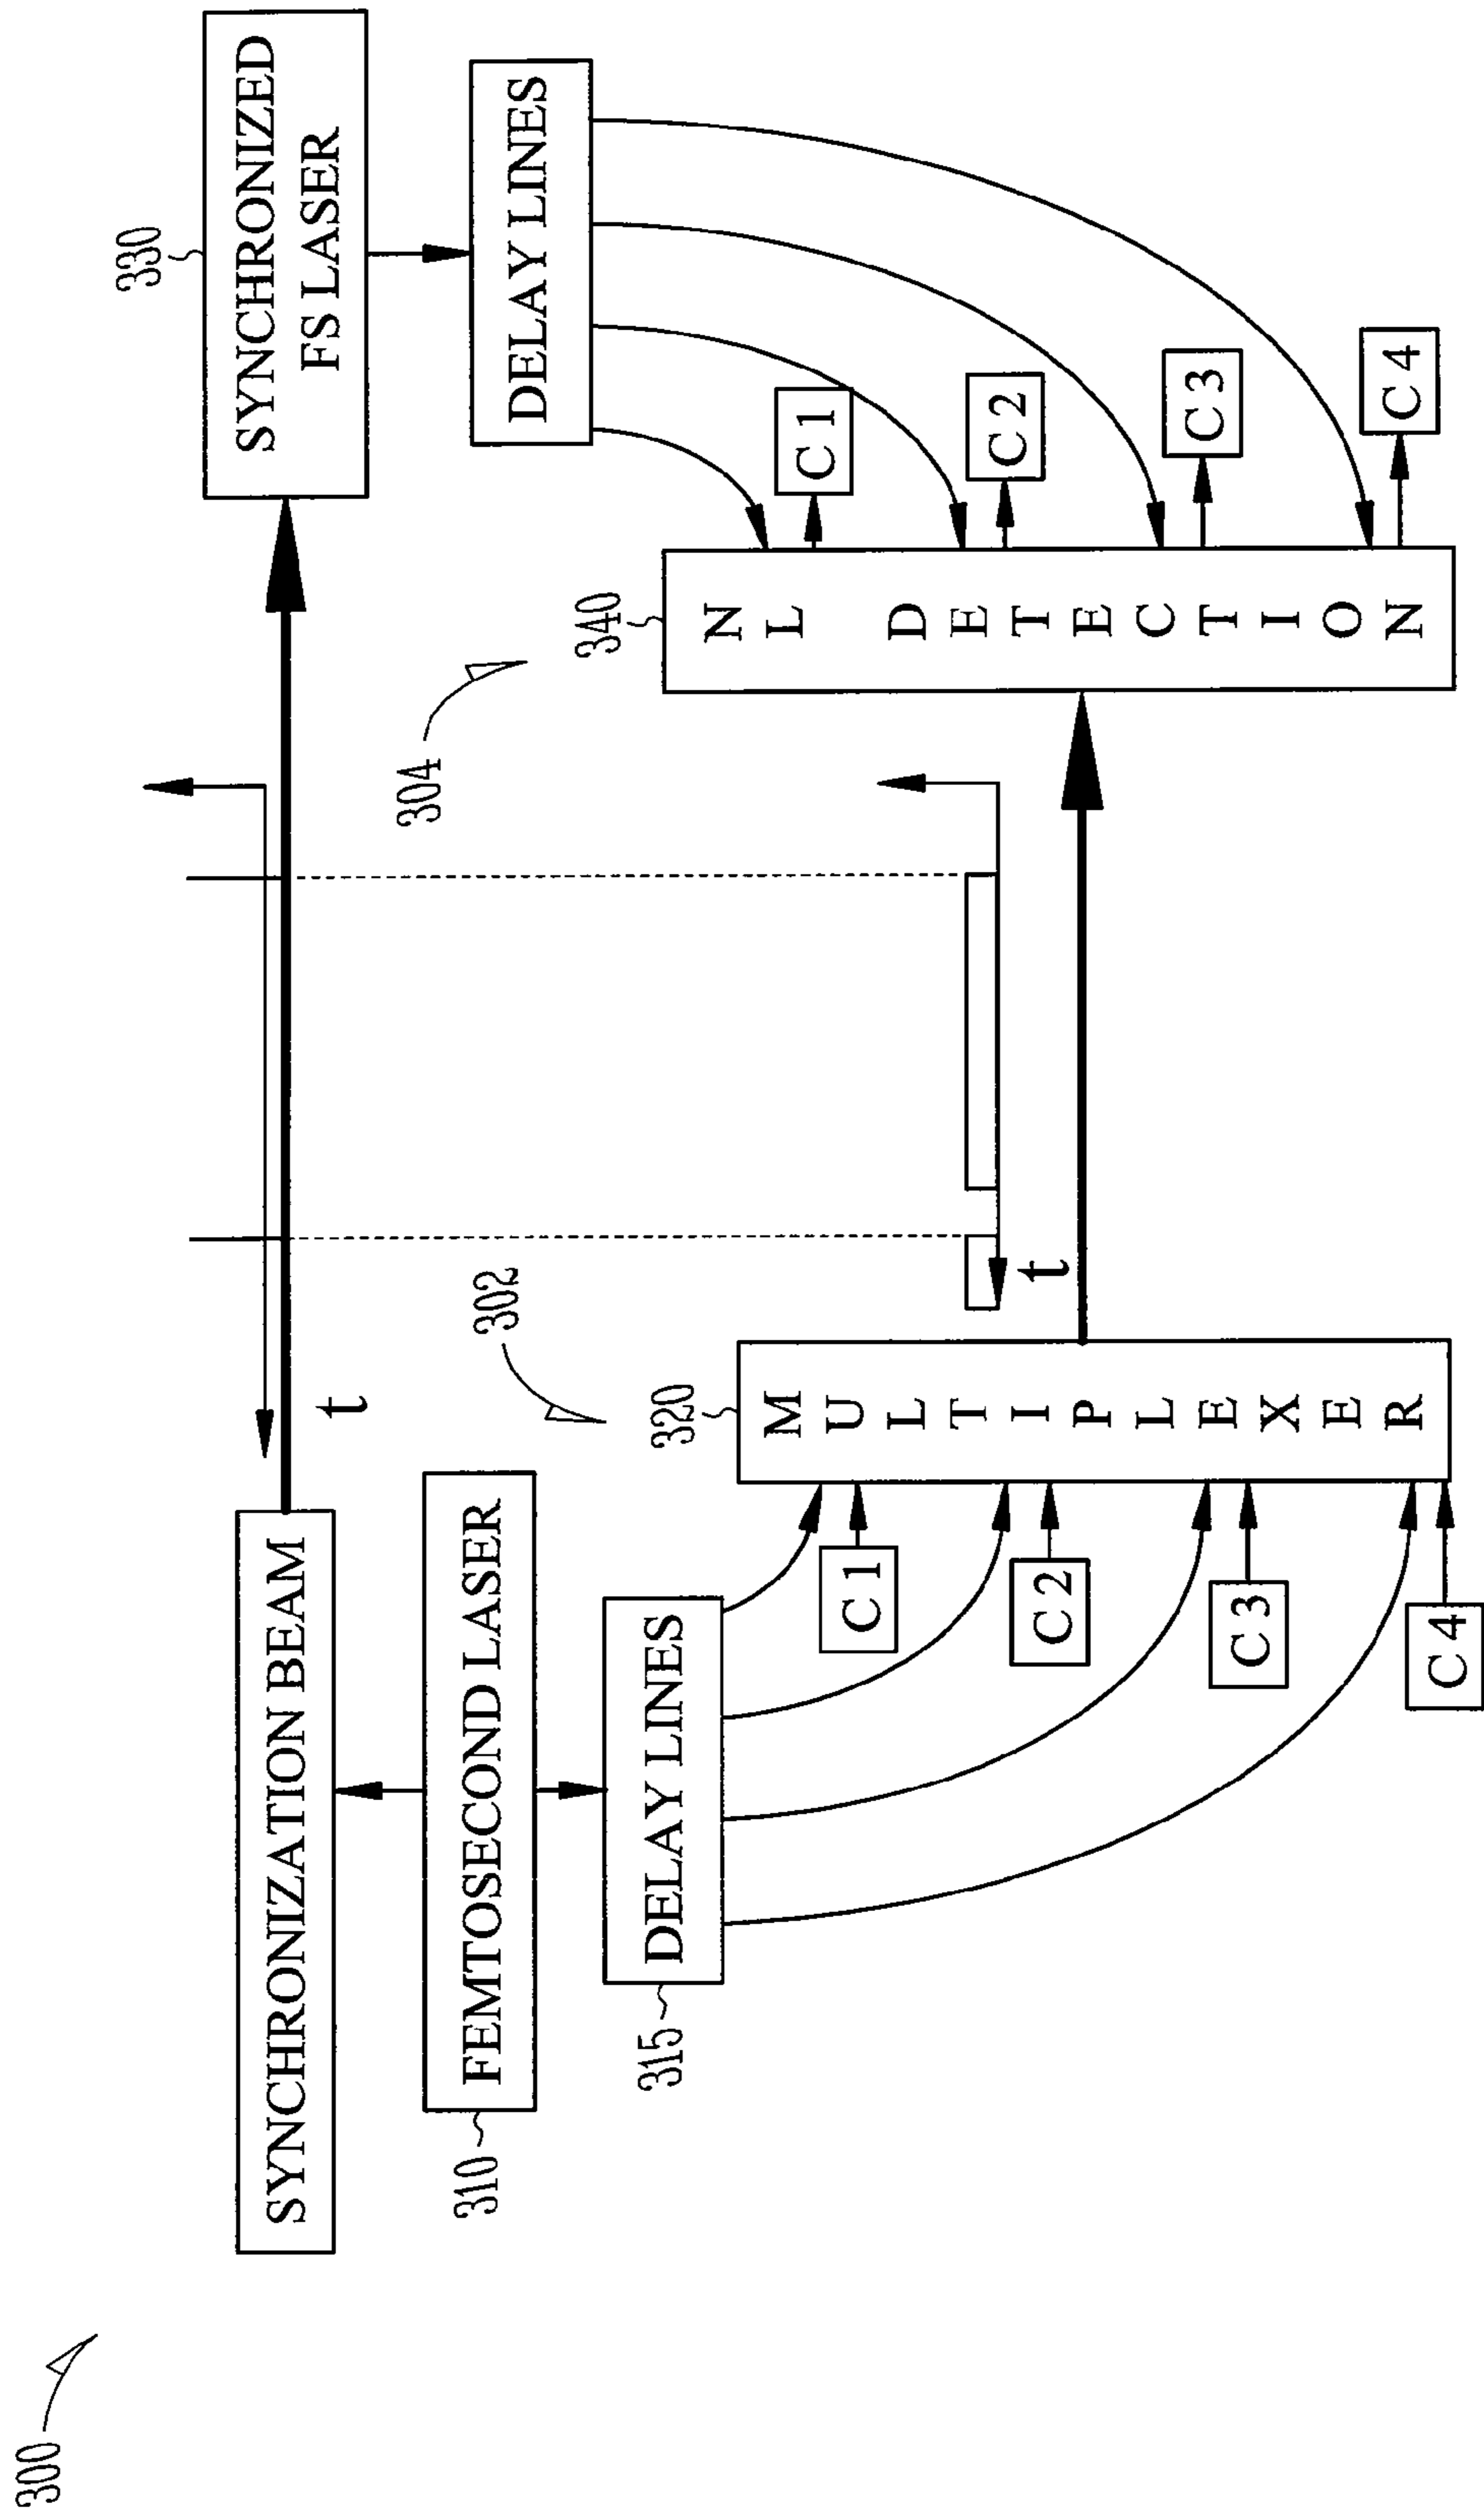 300
SYNCHRONIZATION BEAM
t
330
SYNCHRONIZED
FS LASER
310
FEMTOSECOND LASER
302
304
DELAY LINES
315
DELAY LINES
320
MULTIPLEXER
C1
C2
C3
C4
t
340
NL DETECTION
C1
C2
C3
C4